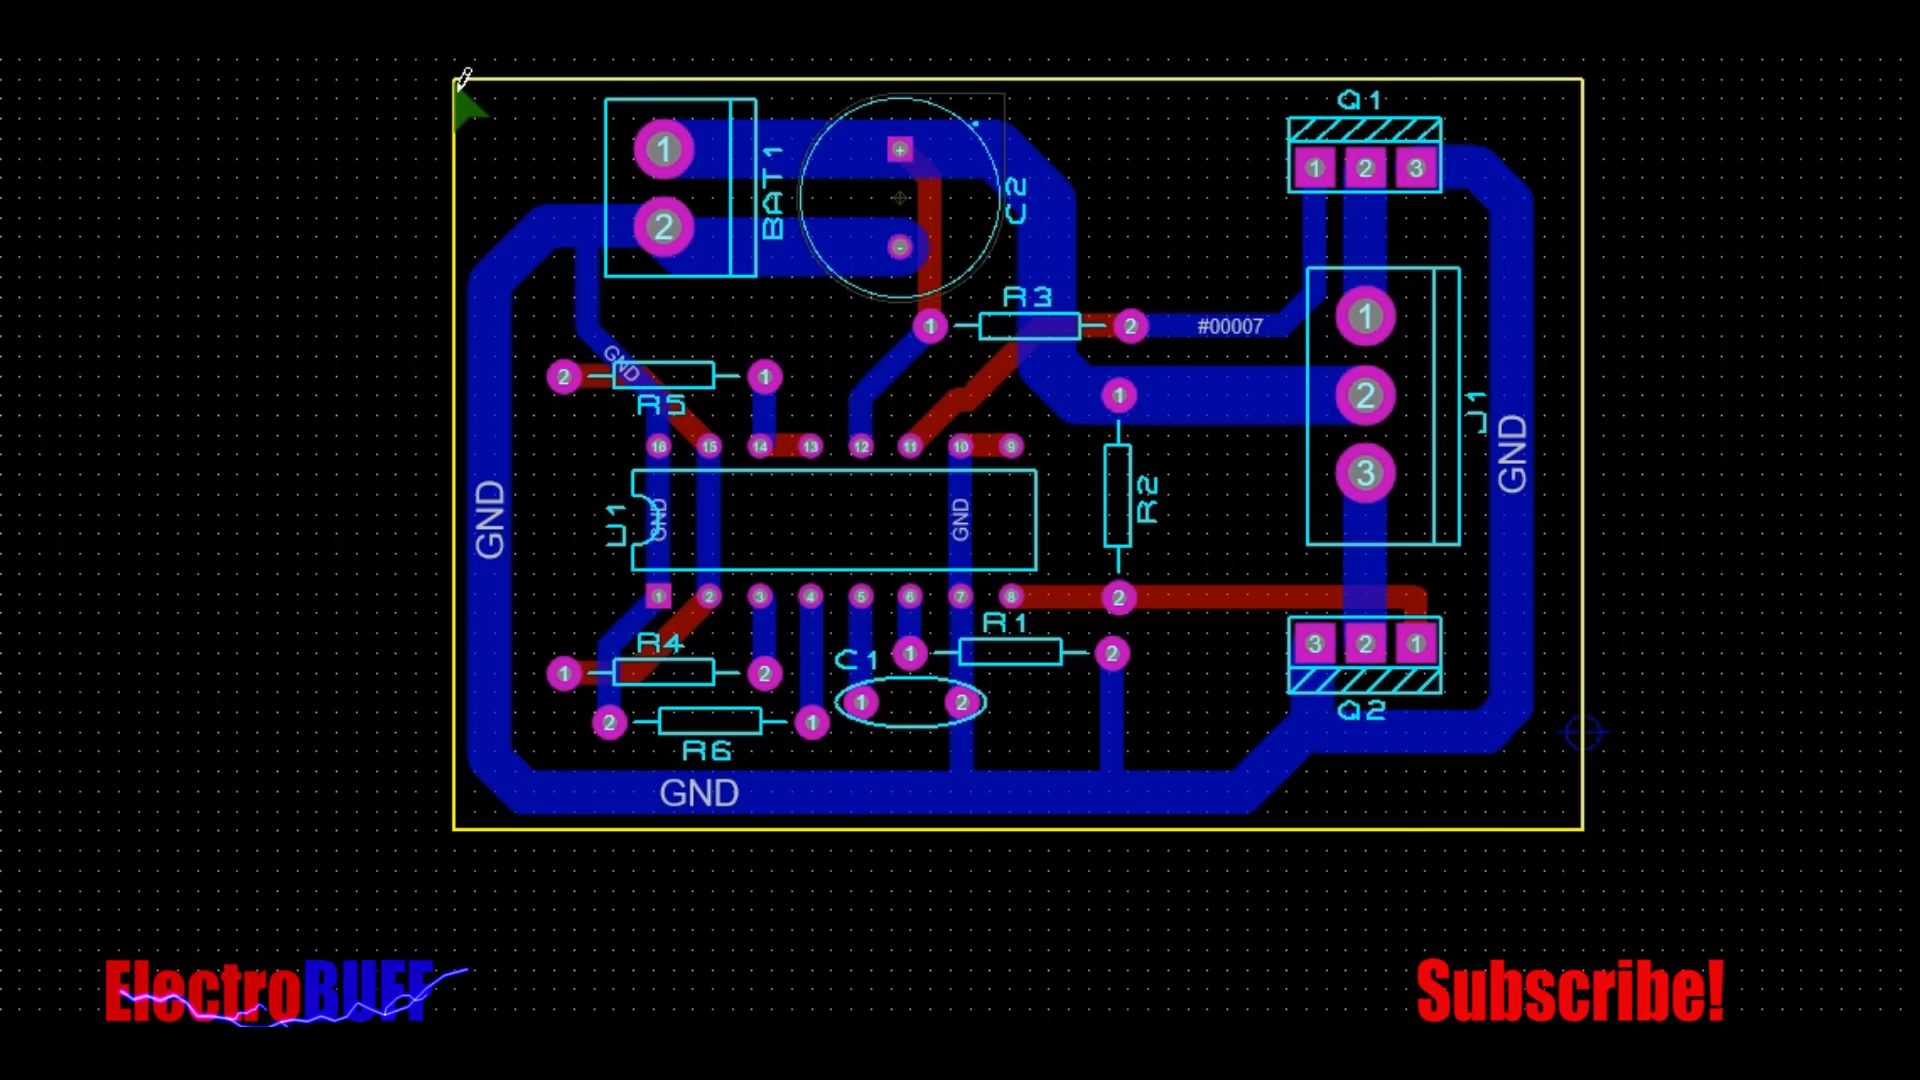 Q1
1 2 3
1
+
BAT1
C2
2
-
R3
1 2 #00007
1
GND
2 1
R5
1
2
J1
GND
16 15 14 13 12 11 10 9
3
GND
U1
GND
GND
R2
1 2 3 4 5 6 7 8 2
R1
R4
3 2 1
C1
1 2
1 2
2 1
1 2
Q2
R6
GND
ElectroBUFF
Subscribe!